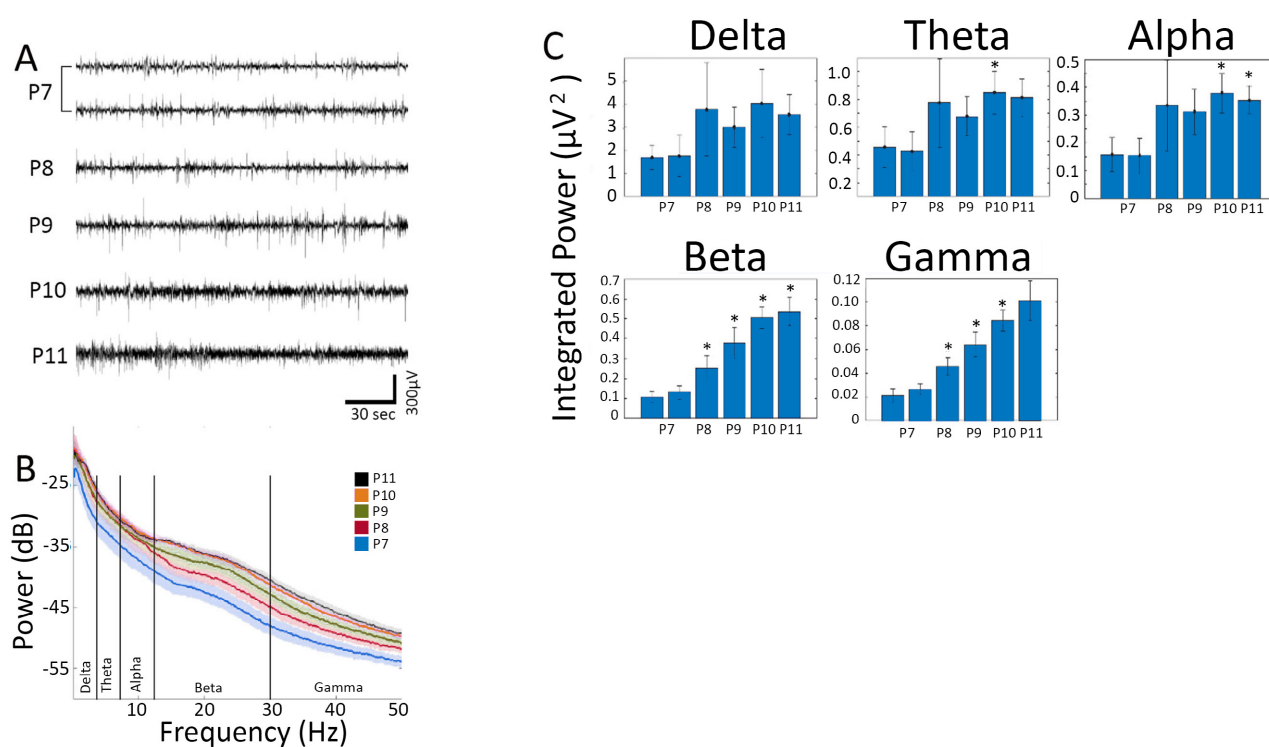 A
P7
P8
P9
P10
P11
30 sec
300µV
B
-25
-35
-45
-55
Power (dB)
P11
P10
P9
P8
P7
Delta
Theta
Alpha
Beta
Gamma
10 20 30 40 50
Frequency (Hz)
C
Integrated Power (µV²)
Delta
5
4
3
2
1
0
P7 P8 P9 P10 P11
Theta
1.0
0.8
0.6
0.4
0.2
*
P7 P8 P9 P10 P11
Alpha
0.5
0.4
0.3
0.2
0.1
0
* *
P7 P8 P9 P10 P11
Beta
0.7
0.6
0.5
0.4
0.3
0.2
0.1
0
* * * *
P7 P8 P9 P10 P11
Gamma
0.12
0.10
0.08
0.06
0.04
0.02
0
* * *
P7 P8 P9 P10 P11